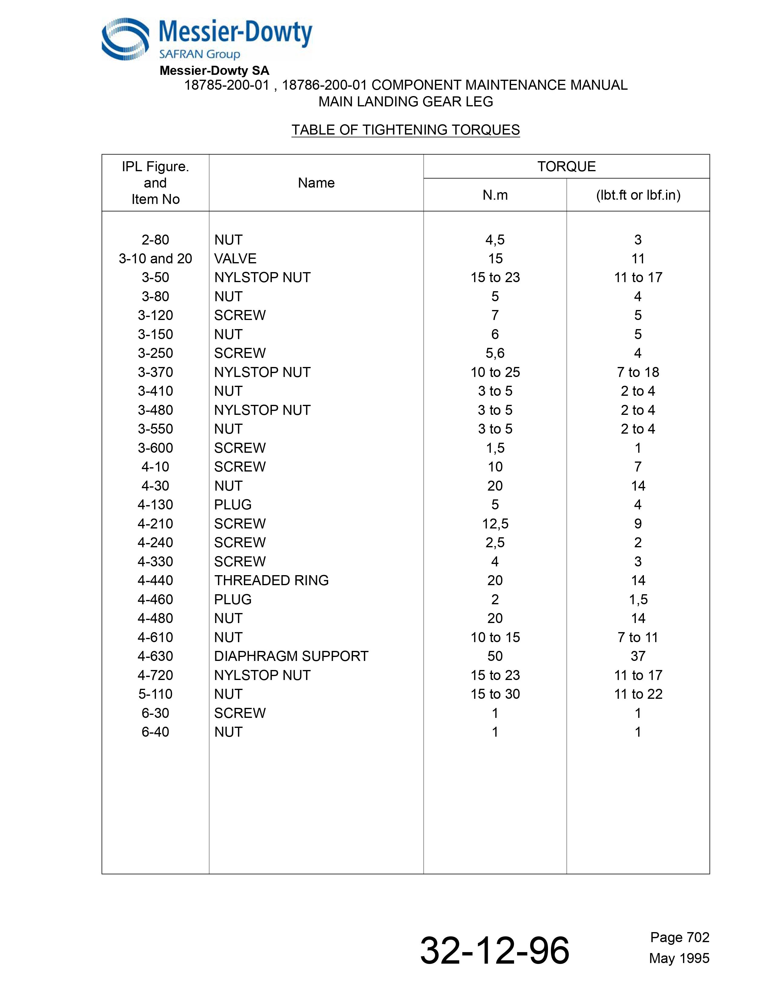 Messier-Dowty
SAFRAN Group
Messier-Dowty SA
18785-200-01 , 18786-200-01 COMPONENT MAINTENANCE MANUAL
MAIN LANDING GEAR LEG
TABLE OF TIGHTENING TORQUES
IPL Figure.
and
Item No
Name
TORQUE
N.m
(lbt.ft or lbf.in)
2-80 NUT 4,5 3
3-10 and 20 VALVE 15 11
3-50 NYLSTOP NUT 15 to 23 11 to 17
3-80 NUT 5 4
3-120 SCREW 7 5
3-150 NUT 6 5
3-250 SCREW 5,6 4
3-370 NYLSTOP NUT 10 to 25 7 to 18
3-410 NUT 3 to 5 2 to 4
3-480 NYLSTOP NUT 3 to 5 2 to 4
3-550 NUT 3 to 5 2 to 4
3-600 SCREW 1,5 1
4-10 SCREW 10 7
4-30 NUT 20 14
4-130 PLUG 5 4
4-210 SCREW 12,5 9
4-240 SCREW 2,5 2
4-330 SCREW 4 3
4-440 THREADED RING 20 14
4-460 PLUG 2 1,5
4-480 NUT 20 14
4-610 NUT 10 to 15 7 to 11
4-630 DIAPHRAGM SUPPORT 50 37
4-720 NYLSTOP NUT 15 to 23 11 to 17
5-110 NUT 15 to 30 11 to 22
6-30 SCREW 1 1
6-40 NUT 1 1
32-12-96
Page 702
May 1995